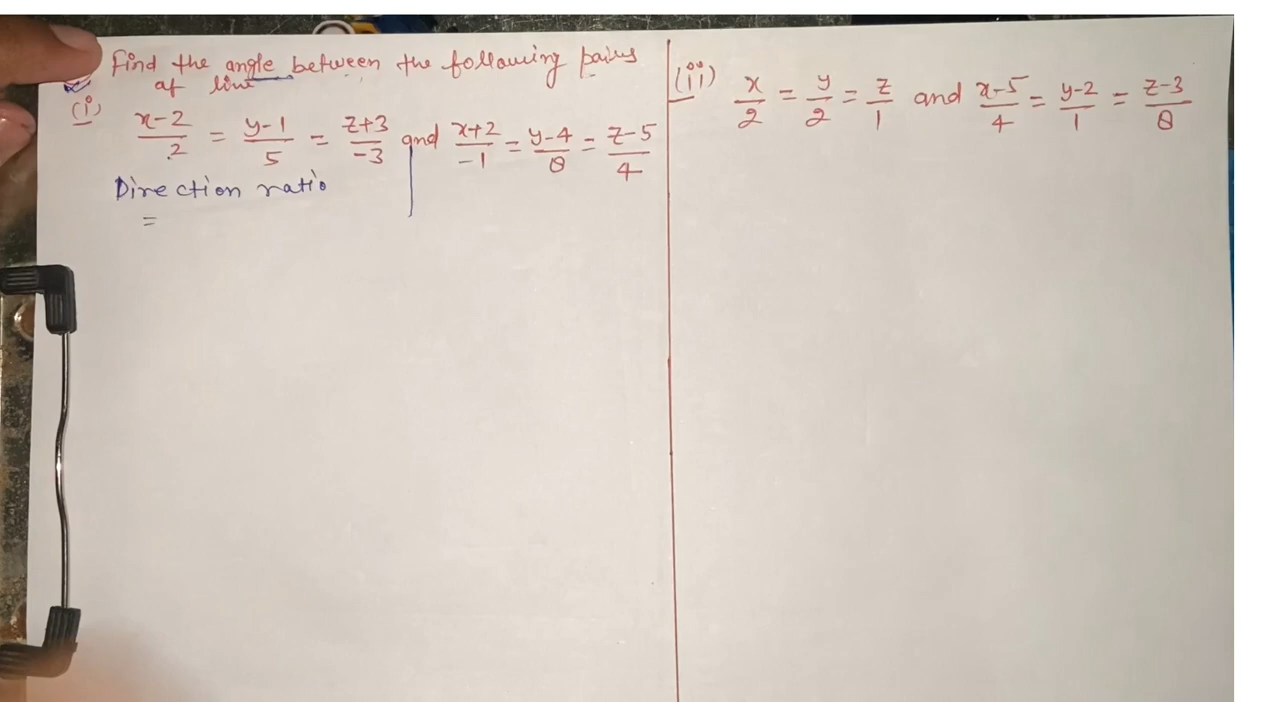 Find the angle between the following pairs
of line
(i) x-2/2 = y-1/5 = z+3/-3 and x+2/-1 = y-4/8 = z-5/4
Direction ratio
=
(ii) x/2 = y/2 = z/1 and x-5/4 = y-2/1 = z-3/8